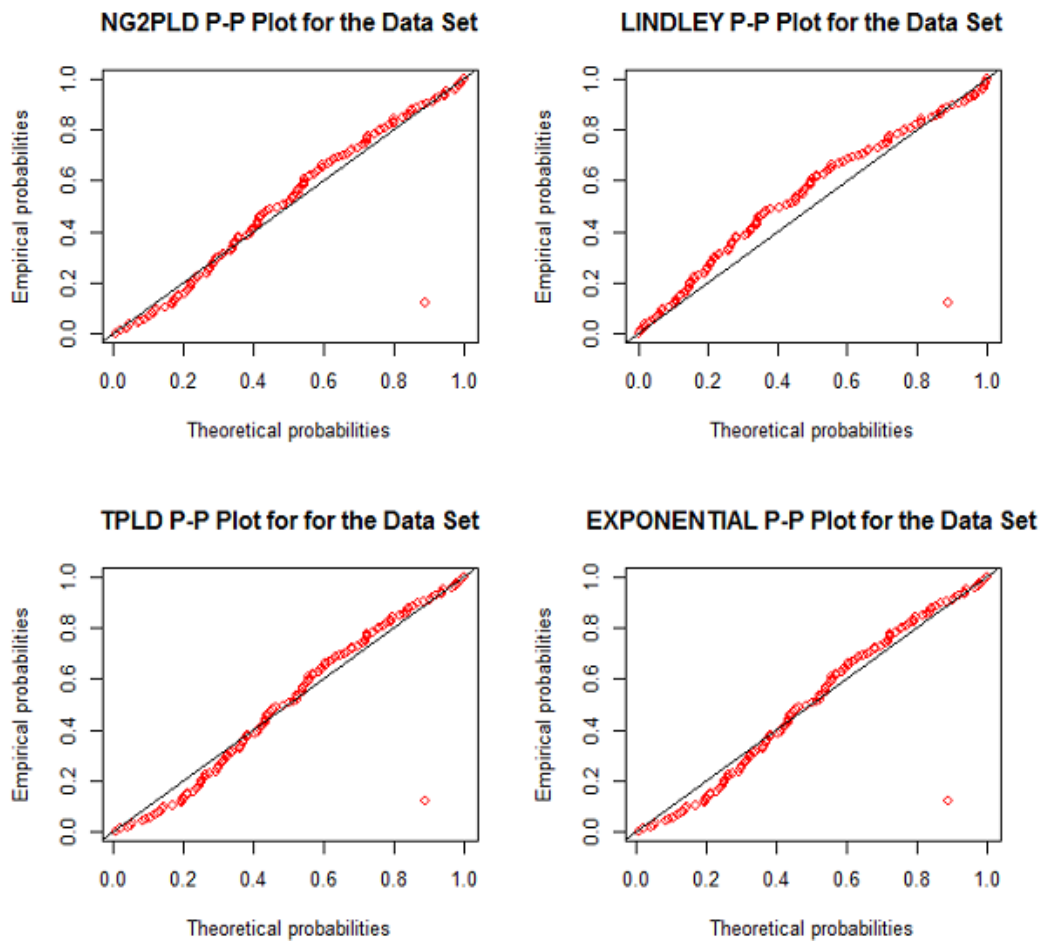 NG2PLD P-P Plot for the Data Set
Empirical probabilities
0.0 0.2 0.4 0.6 0.8 1.0
0.0 0.2 0.4 0.6 0.8 1.0
Theoretical probabilities
LINDLEY P-P Plot for the Data Set
Empirical probabilities
0.0 0.2 0.4 0.6 0.8 1.0
0.0 0.2 0.4 0.6 0.8 1.0
Theoretical probabilities
TPLD P-P Plot for for the Data Set
Empirical probabilities
0.0 0.2 0.4 0.6 0.8 1.0
0.0 0.2 0.4 0.6 0.8 1.0
Theoretical probabilities
EXPONENTIAL P-P Plot for the Data Set
Empirical probabilities
0.0 0.2 0.4 0.6 0.8 1.0
0.0 0.2 0.4 0.6 0.8 1.0
Theoretical probabilities